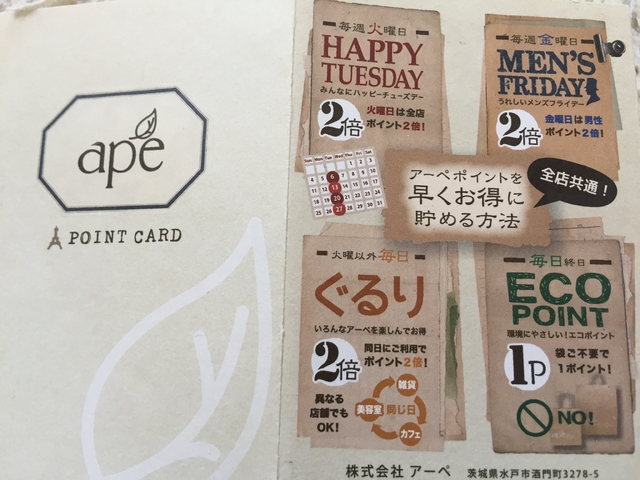 ape
POINT CARD
毎週火曜日
HAPPY
TUESDAY
みんなにハッピーチューズデー
2倍
火曜日は全店
ポイント2倍!
毎週金曜日
MEN'S
FRIDAY
うれしいメンズフライデー
2倍
金曜日は男性
ポイント2倍!
アーペポイントを
早くお得に
貯める方法
全店共通!
火曜以外毎日
ぐるり
いろんなアーペを楽しんでお得
2倍
同日にご利用で
ポイント2倍!
異なる
店舗でも
OK!
雑貨
美容室
同じ日
カフェ
毎日終日
ECO
POINT
環境にやさしい!エコポイント
1P
袋ご不要で
1ポイント!
NO!
株式会社 アーペ 茨城県水戸市酒門町3278-5